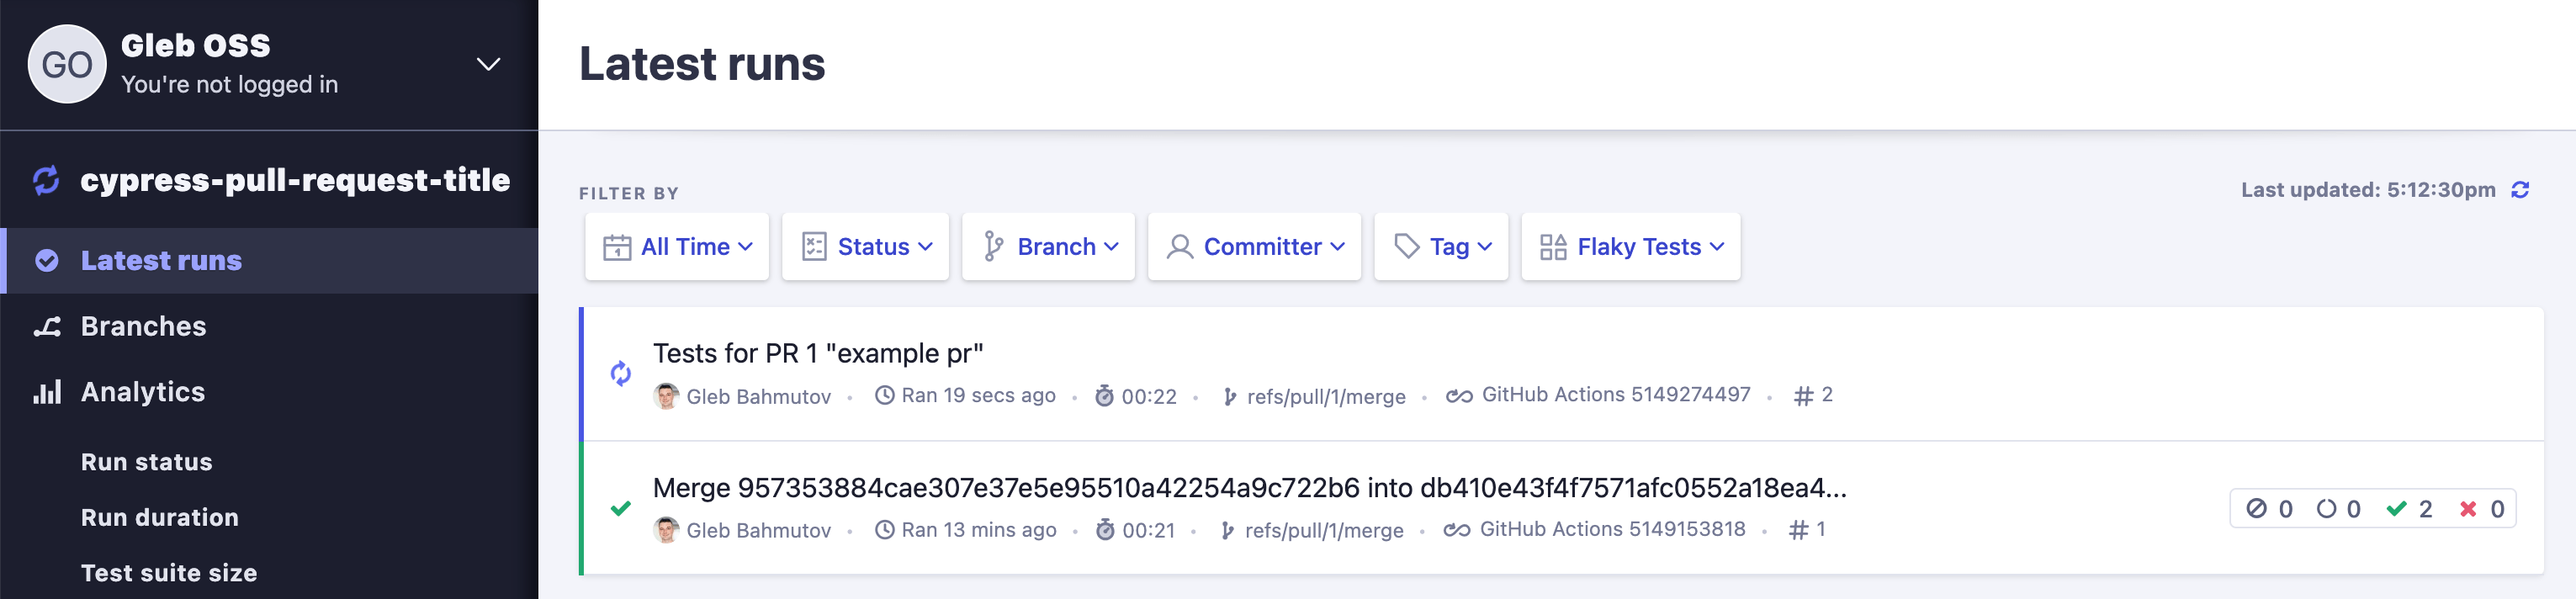 GO
Gleb OSS
You're not logged in
cypress-pull-request-title
Latest runs
Branches
Analytics
Run status
Run duration
Test suite size
Latest runs
FILTER BY
Last updated: 5:12:30pm
1 All Time Status Branch Committer Tag Flaky Tests
Tests for PR 1 "example pr"
Gleb Bahmutov · Ran 19 secs ago · 00:22 · refs/pull/1/merge · GitHub Actions 5149274497 · # 2
Merge 957353884cae307e37e5e95510a42254a9c722b6 into db410e43f4f7571afc0552a18ea4...
Gleb Bahmutov · Ran 13 mins ago · 00:21 · refs/pull/1/merge · GitHub Actions 5149153818 · # 1
0 0 2 0